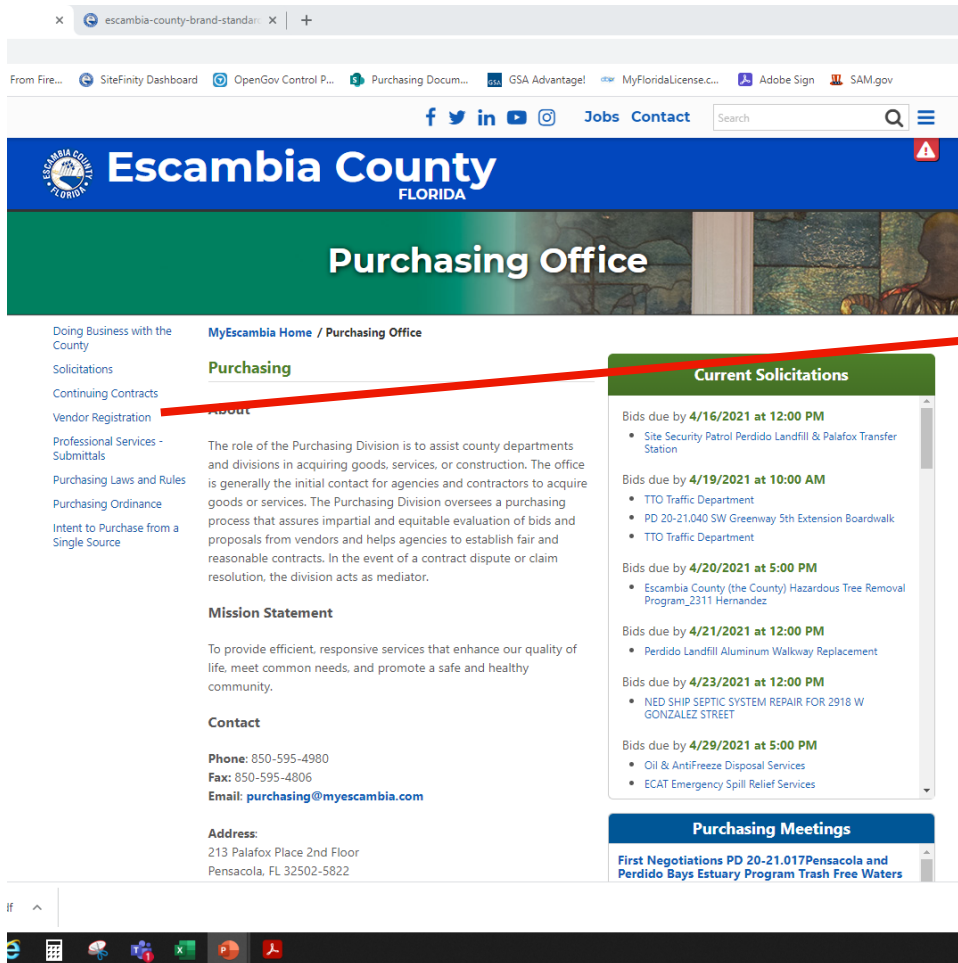 escambia-county-brand-standar
From Fire... SiteFinity Dashboard OpenGov Control P... Purchasing Docum... GSA GSA Advantage! MyFloridaLicense.c... Adobe Sign SAM.gov
Jobs Contact Search
ESCAMBIA COUNTY FLORIDA
Escambia County
FLORIDA
Purchasing Office
Doing Business with the
County
Solicitations
Continuing Contracts
Vendor Registration
Professional Services -
Submittals
Purchasing Laws and Rules
Purchasing Ordinance
Intent to Purchase from a
Single Source
MyEscambia Home / Purchasing Office
Purchasing
About
The role of the Purchasing Division is to assist county departments
and divisions in acquiring goods, services, or construction. The office
is generally the initial contact for agencies and contractors to acquire
goods or services. The Purchasing Division oversees a purchasing
process that assures impartial and equitable evaluation of bids and
proposals from vendors and helps agencies to establish fair and
reasonable contracts. In the event of a contract dispute or claim
resolution, the division acts as mediator.
Mission Statement
To provide efficient, responsive services that enhance our quality of
life, meet common needs, and promote a safe and healthy
community.
Contact
Phone: 850-595-4980
Fax: 850-595-4806
Email: purchasing@myescambia.com
Address:
213 Palafox Place 2nd Floor
Pensacola, FL 32502-5822
Current Solicitations
Bids due by 4/16/2021 at 12:00 PM
Site Security Patrol Perdido Landfill & Palafox Transfer
Station
Bids due by 4/19/2021 at 10:00 AM
TTO Traffic Department
PD 20-21.040 SW Greenway 5th Extension Boardwalk
TTO Traffic Department
Bids due by 4/20/2021 at 5:00 PM
Escambia County (the County) Hazardous Tree Removal
Program_2311 Hernandez
Bids due by 4/21/2021 at 12:00 PM
Perdido Landfill Aluminum Walkway Replacement
Bids due by 4/23/2021 at 12:00 PM
NED SHIP SEPTIC SYSTEM REPAIR FOR 2918 W
GONZALEZ STREET
Bids due by 4/29/2021 at 5:00 PM
Oil & AntiFreeze Disposal Services
ECAT Emergency Spill Relief Services
Purchasing Meetings
First Negotiations PD 20-21.017Pensacola and
Perdido Bays Estuary Program Trash Free Waters